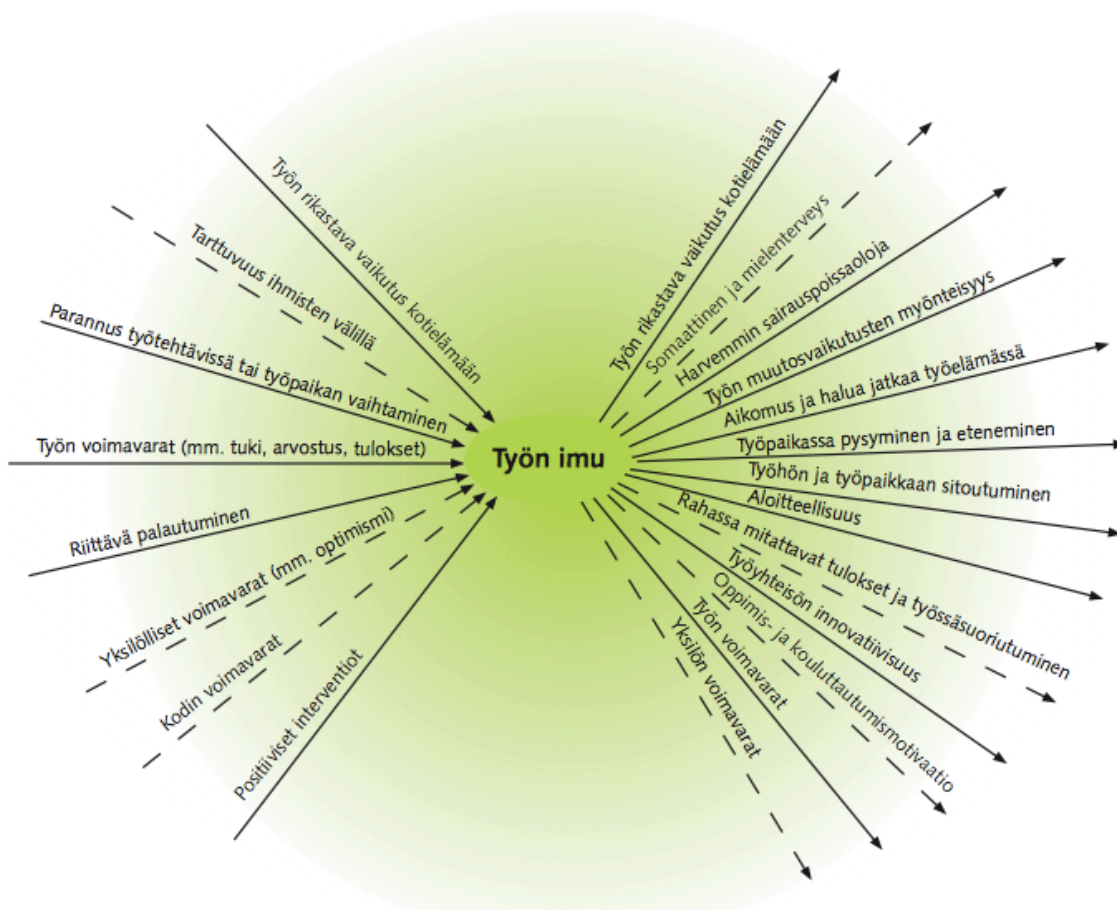 Työn rikastava vaikutus kotielämään
Tarttuvuus ihmisten välillä
Parannus työtehtävissä tai työpaikan vaihtaminen
Työn voimavarat (mm. tuki, arvostus, tulokset)
Riittävä palautuminen
Yksilölliset voimavarat (mm. optimismi)
Kodin voimavarat
Positiiviset interventiot
Työn imu
Työn rikastava vaikutus kotielämään
Somaattinen ja mielenterveys
Harvemmin sairauspoissaoloja
Työn muutosvaikutusten myönteisyys
Aikomus ja halua jatkaa työelämässä
Työpaikassa pysyminen ja eteneminen
Työhön ja työpaikkaan sitoutuminen
Aloitteellisuus
Rahassa mitattavat tulokset ja työssäsuoriutuminen
Työyhteisön innovatiivisuus
Oppimis- ja kouluttautumismotivaatio
Työn voimavarat
Yksilön voimavarat